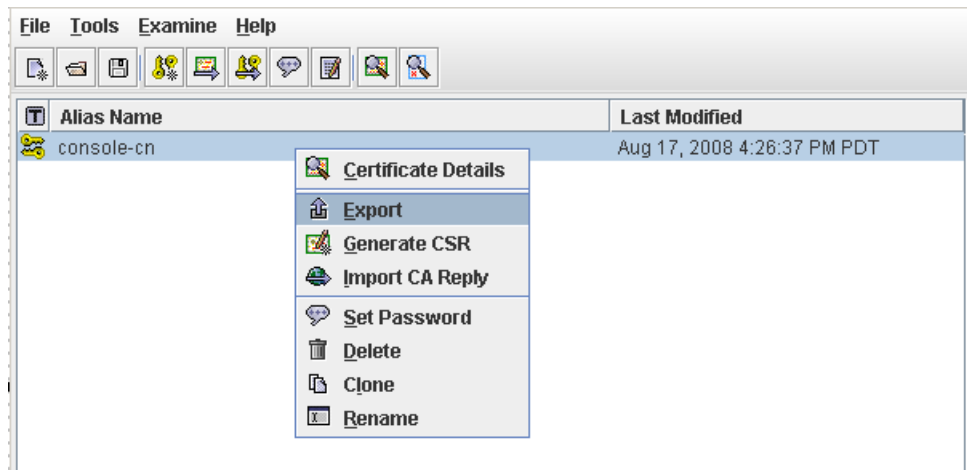 File Tools Examine Help
T Alias Name Last Modified
console-cn Aug 17, 2008 4:26:37 PM PDT
Certificate Details
Export
Generate CSR
Import CA Reply
Set Password
Delete
Clone
Rename